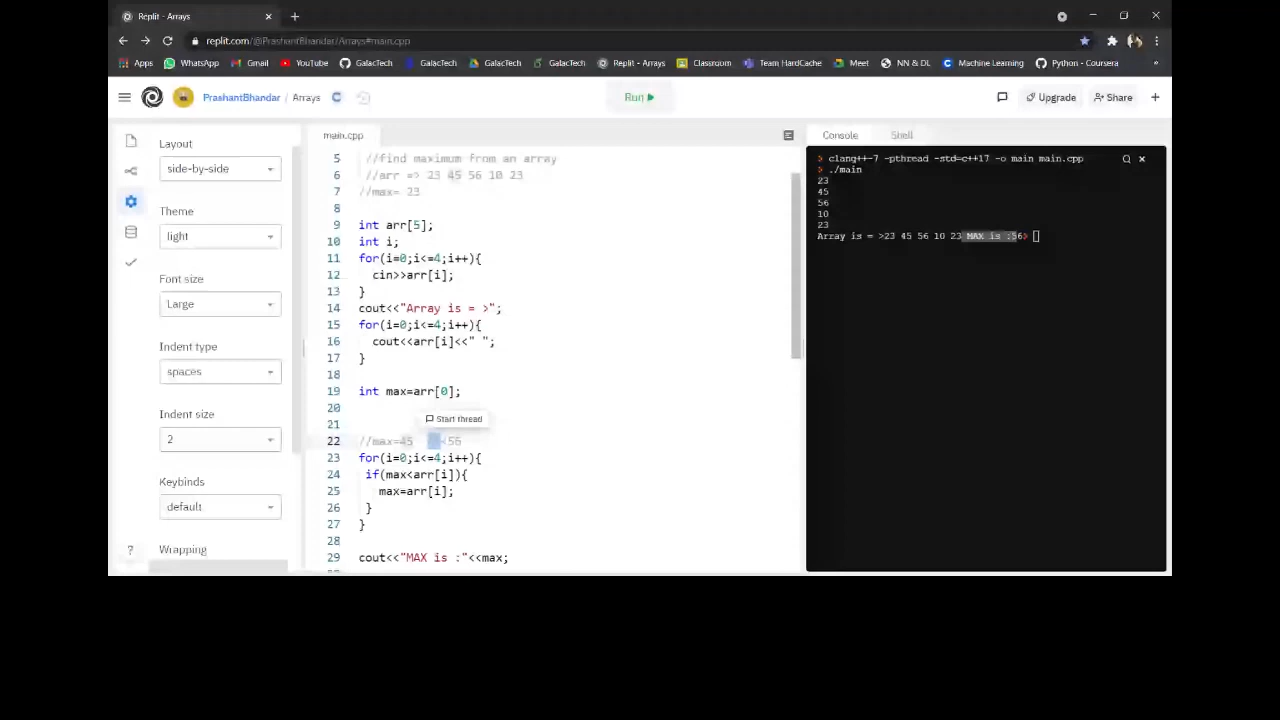 Replit - Arrays
replit.com/@PrashantBhandar/Arrays#main.cpp
Apps WhatsApp Gmail YouTube GalacTech GalacTech GalacTech GalacTech Replit - Arrays Classroom Team HardCache Meet NN & DL Machine Learning Python - Coursera »
PrashantBhandar / Arrays Run Upgrade Share
Layout
side-by-side
Theme
light
Font size
Large
Indent type
spaces
Indent size
2
Keybinds
default
Wrapping
main.cpp
5 //find maximum from an array
6 //arr => 23 45 56 10 23
7 //max= 23
8
9 int arr[5];
10 int i;
11 for(i=0;i<=4;i++){
12 cin>>arr[i];
13 }
14 cout<<"Array is = >";
15 for(i=0;i<=4;i++){
16 cout<<arr[i]<<" ";
17 }
18
19 int max=arr[0];
20
21
Start thread
22 //max=45 <56
23 for(i=0;i<=4;i++){
24 if(max<arr[i]){
25 max=arr[i];
26 }
27 }
28
29 cout<<"MAX is :"<<max;
Console Shell
> clang++-7 -pthread -std=c++17 -o main main.cpp
> ./main
23
45
56
10
23
Array is = >23 45 56 10 23 MAX is :56>